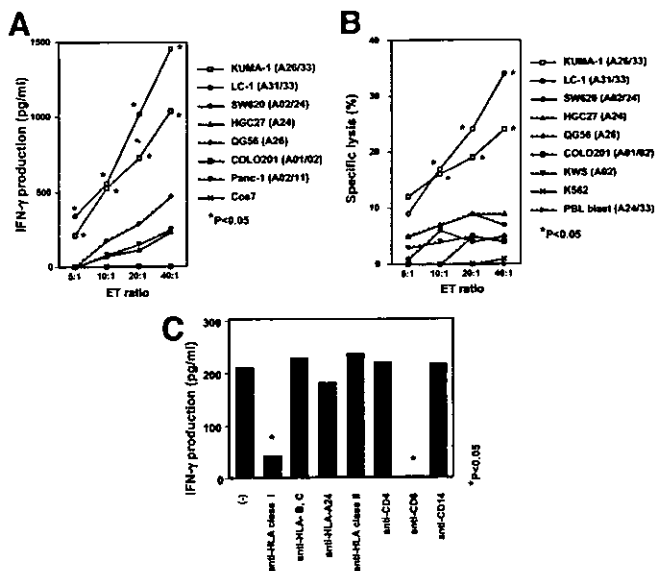 A
IFN-γ production (pg/ml)
1500
1000
500
0
5:1 10:1 20:1 40:1
ET ratio
KUMA-1 (A26/33)
LC-1 (A31/33)
SW620 (A02/24)
HGC27 (A24)
QG56 (A26)
COLO201 (A01/02)
Panc-1 (A02/11)
Cos7
*P<0.05
B
Specific lysis (%)
40
20
0
5:1 10:1 20:1 40:1
ET ratio
KUMA-1 (A26/33)
LC-1 (A31/33)
SW620 (A02/24)
HGC27 (A24)
QG56 (A26)
COLO201 (A01/02)
KWS (A02)
K562
PBL blast (A24/33)
*P<0.05
C
IFN-γ production (pg/ml)
300
200
100
0
(-)
anti-HLA class I
anti-HLA- B, C
anti-HLA-A24
anti-HLA class II
anti-CD4
anti-CD8
anti-CD14
*P<0.05